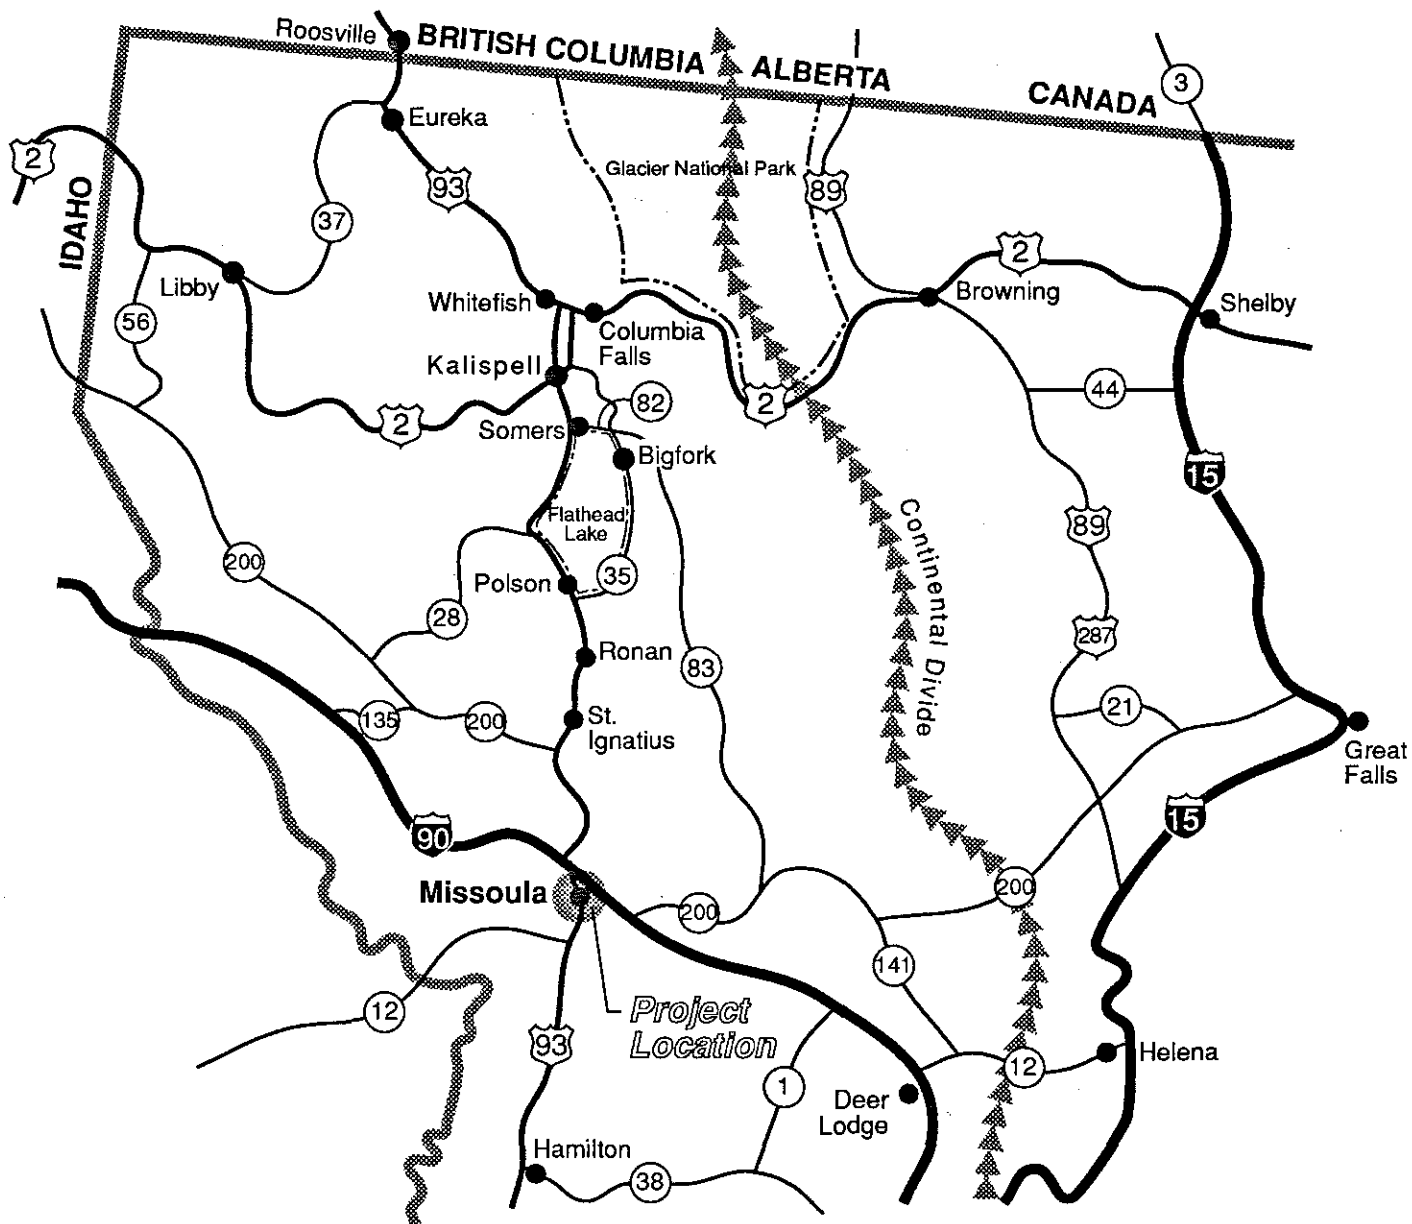 Roosville
BRITISH COLUMBIA
ALBERTA
CANADA
3
Eureka
2
Glacier National Park
93
89
IDAHO
37
2
Libby
Whitefish
Browning
Shelby
56
Columbia
Falls
Kalispell
44
82
2
2
Somers
Bigfork
15
Flathead
Lake
Continental Divide
89
200
Polson
35
28
287
Ronan
83
135
200
St.
Ignatius
21
Great
Falls
90
15
Missoula
200
200
141
12
Project
Location
93
12
Helena
1
Deer
Lodge
Hamilton
38